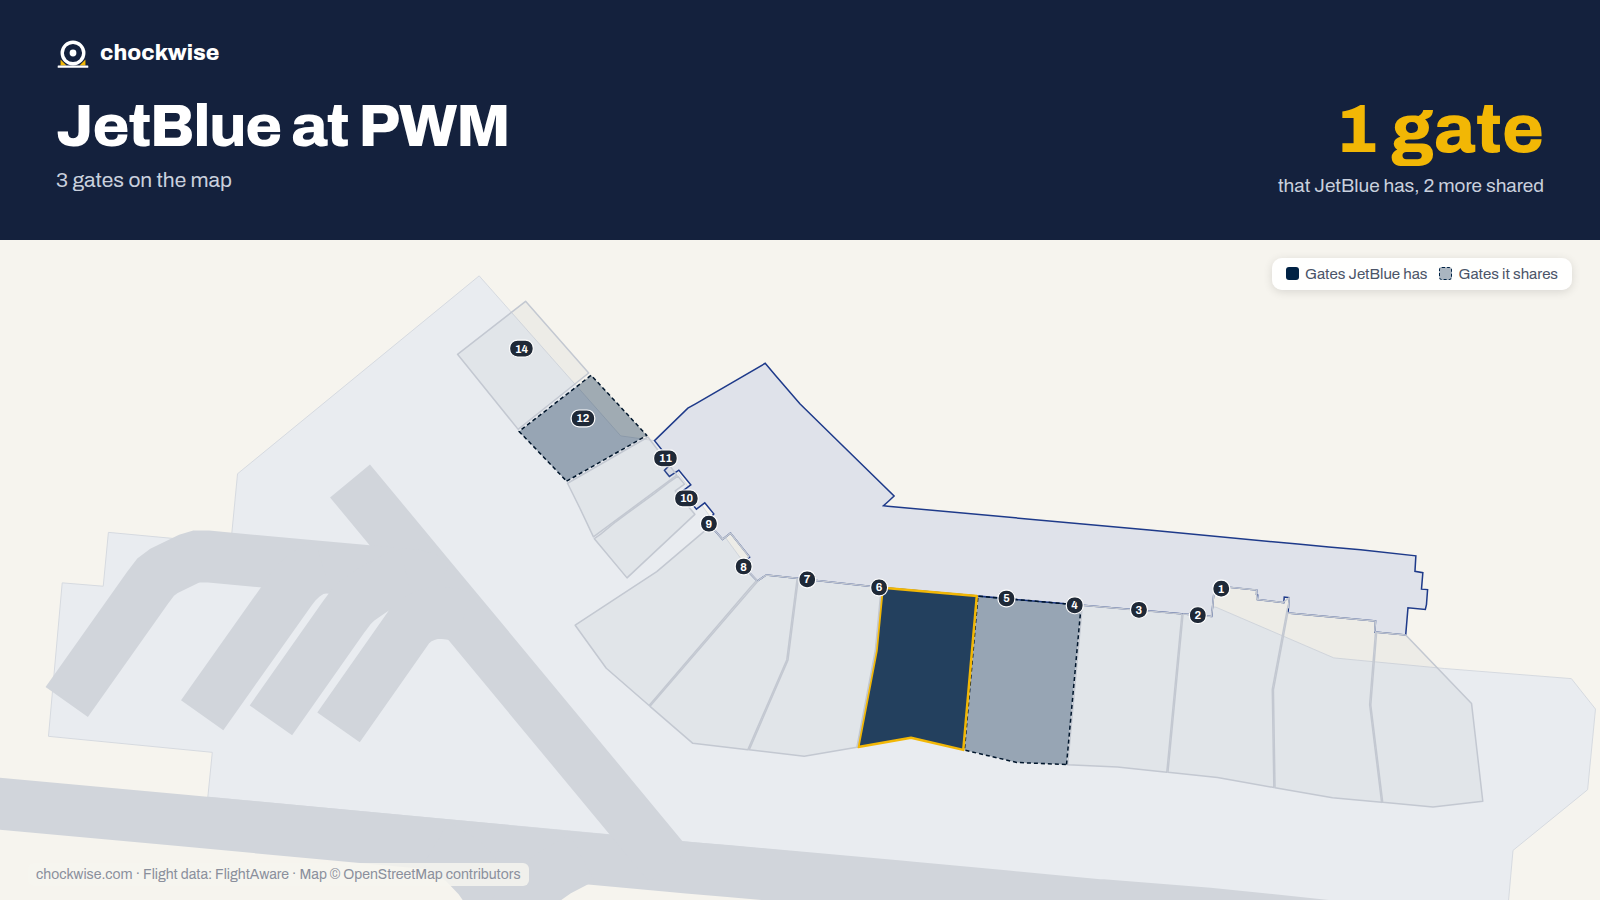 chockwise
JetBlue at PWM
3 gates on the map
1 gate
that JetBlue has, 2 more shared
Gates JetBlue has
Gates it shares
14
12
11
10
9
8
7
6
5
4
3
2
1
chockwise.com · Flight data: FlightAware · Map © OpenStreetMap contributors